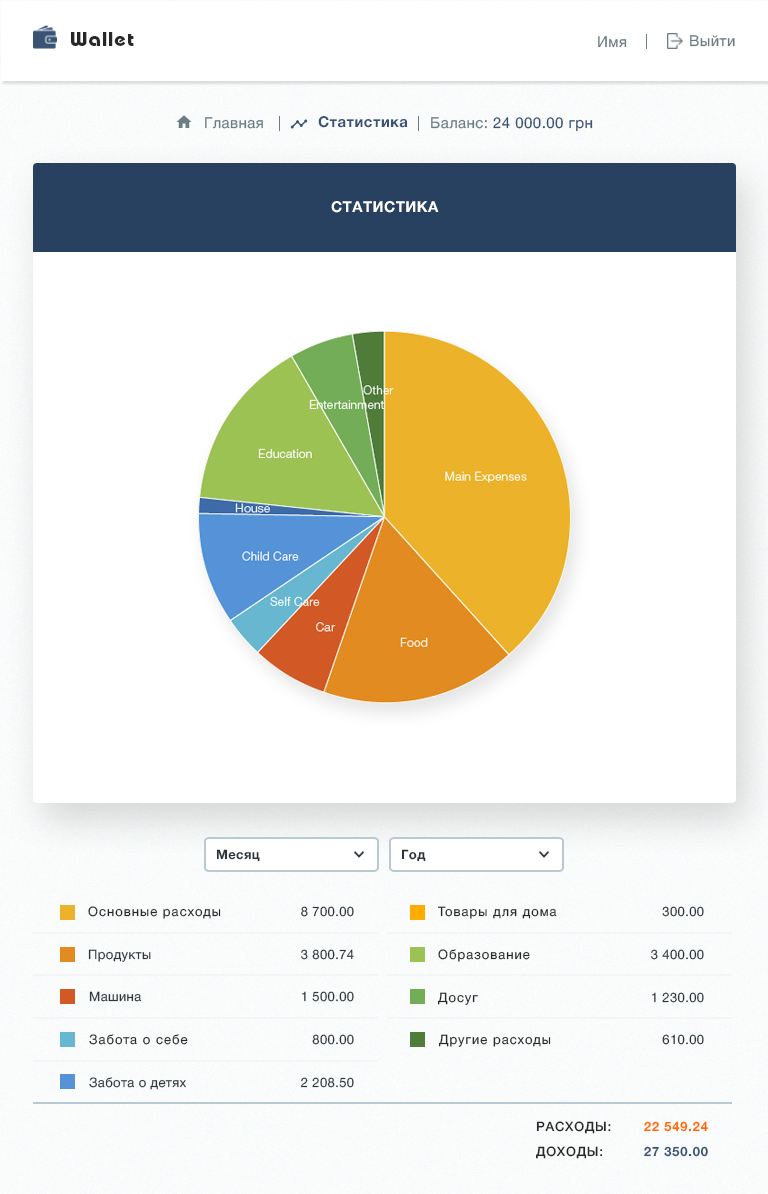 Wallet
Имя | Выйти
Главная | Статистика | Баланс: 24 000.00 грн
СТАТИСТИКА
Other
Entertainment
Education
Main Expenses
House
Child Care
Self Care
Car
Food
Месяц Год
Основные расходы 8 700.00 Товары для дома 300.00
Продукты 3 800.74 Образование 3 400.00
Машина 1 500.00 Досуг 1 230.00
Забота о себе 800.00 Другие расходы 610.00
Забота о детях 2 208.50
РАСХОДЫ: 22 549.24
ДОХОДЫ: 27 350.00